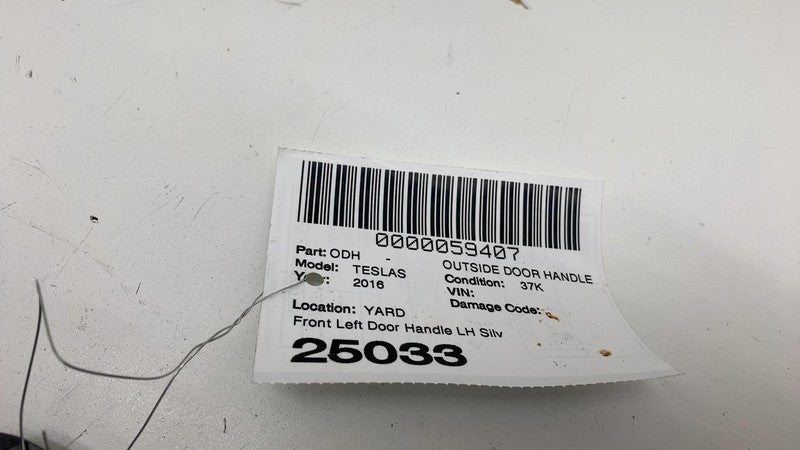 0000059407
Part: ODH - OUTSIDE DOOR HANDLE
Model: TESLAS Condition: 37K
Year: 2016 VIN:
Damage Code:
Location: YARD
Front Left Door Handle LH Silv
25033